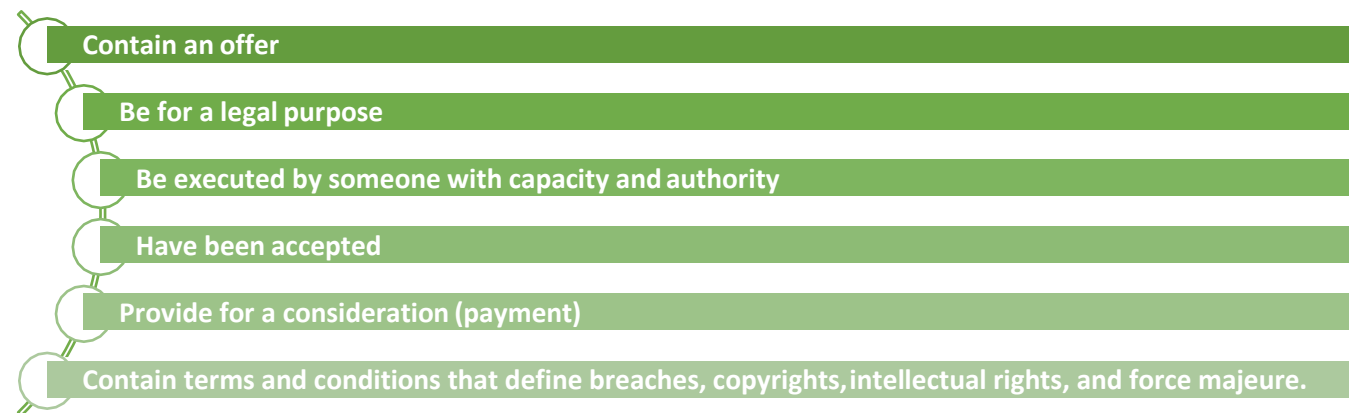 Contain an offer
Be for a legal purpose
Be executed by someone with capacity and authority
Have been accepted
Provide for a consideration (payment)
Contain terms and conditions that define breaches, copyrights, intellectual rights, and force majeure.